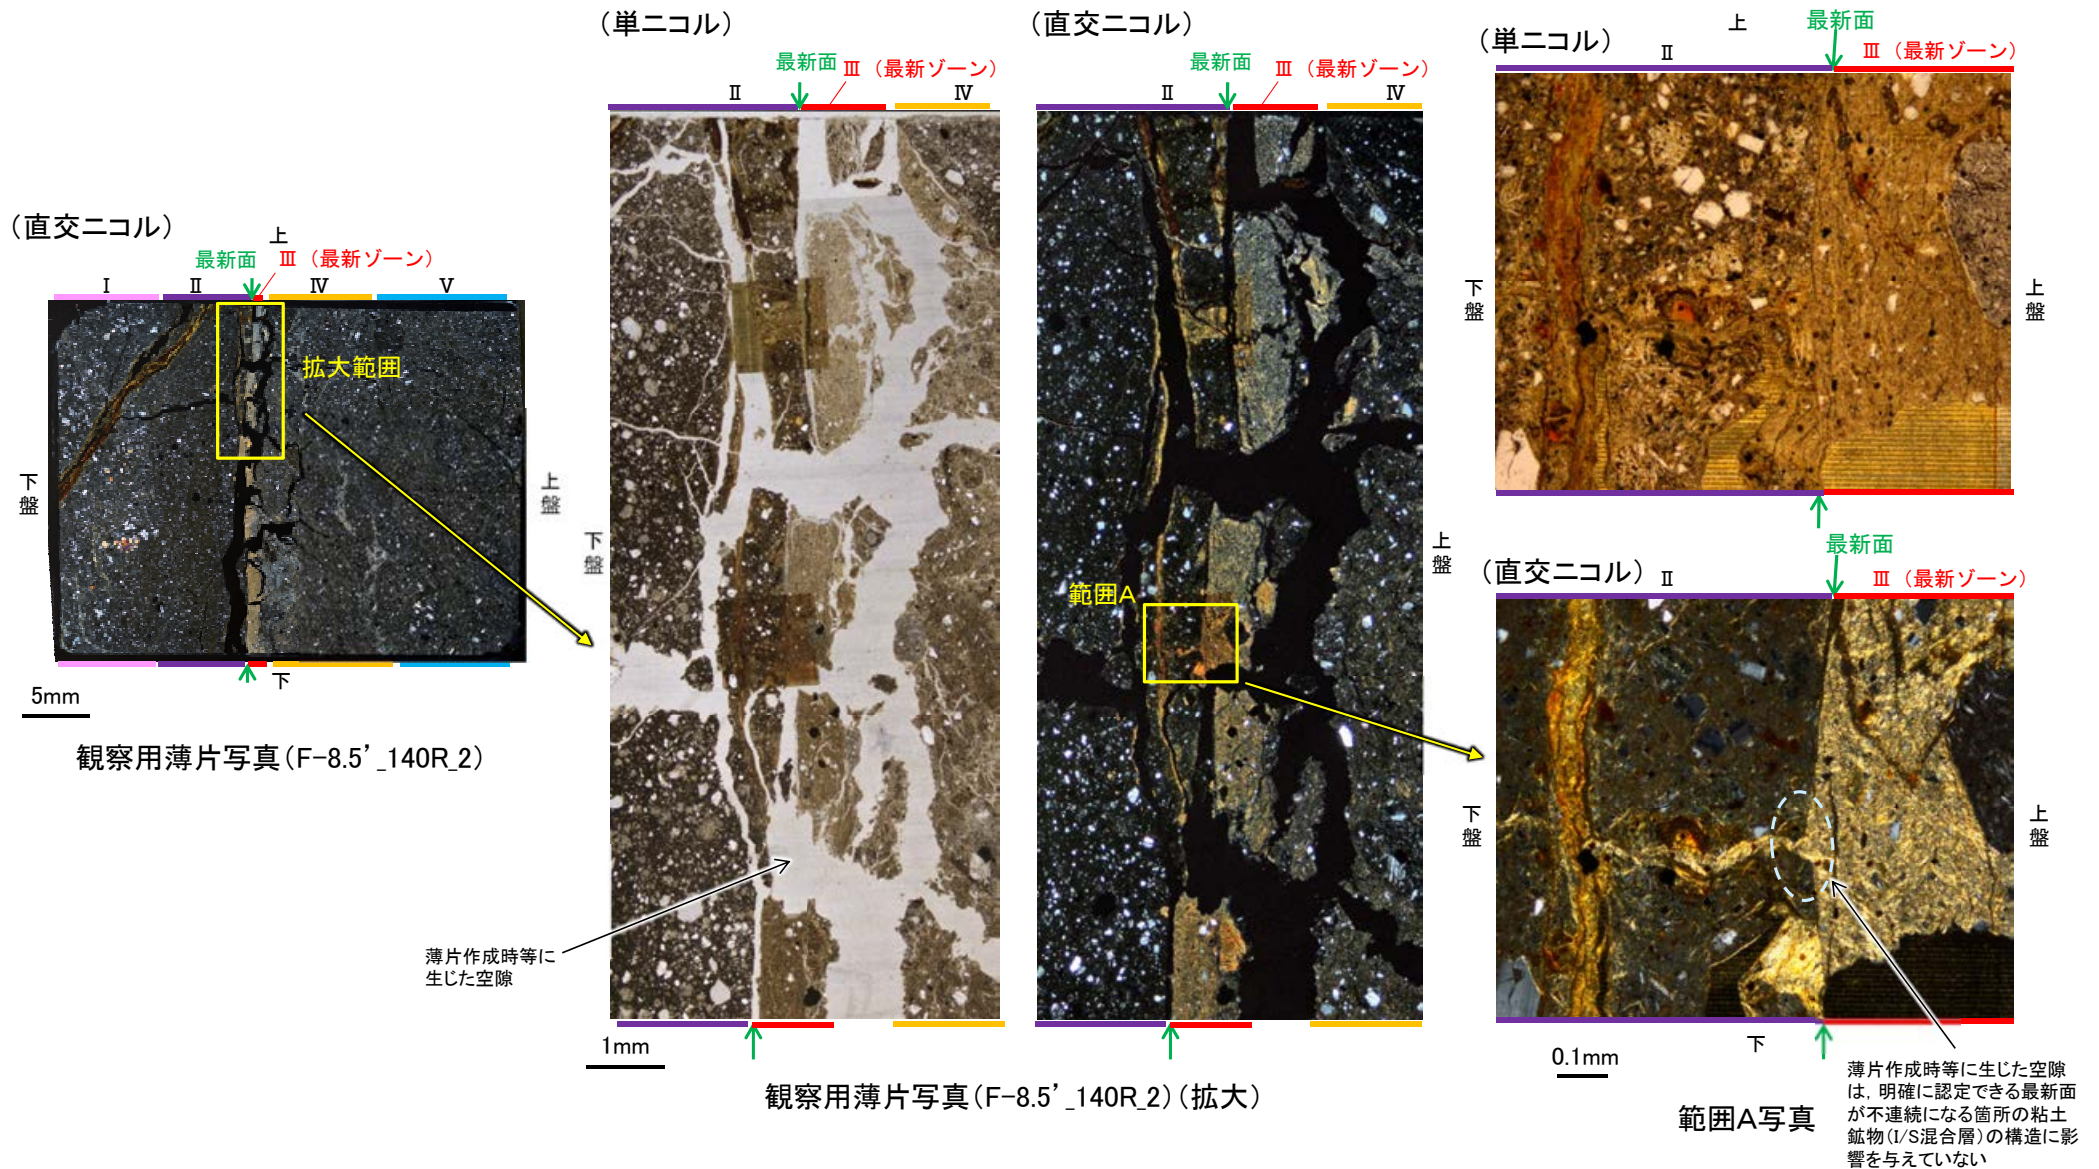 (直交ニコル)
上
最新面
Ⅲ(最新ゾーン)
Ⅰ
Ⅱ
Ⅳ
Ⅴ
拡大範囲
下盤
上盤
下
5mm
観察用薄片写真(F-8.5’_140R_2)
(単ニコル)
最新面
Ⅲ(最新ゾーン)
Ⅱ
Ⅳ
下盤
薄片作成時等に
生じた空隙
1mm
(直交ニコル)
最新面
Ⅲ(最新ゾーン)
Ⅱ
Ⅳ
範囲A
上盤
観察用薄片写真(F-8.5’_140R_2)(拡大)
(単ニコル)
上
最新面
Ⅱ
Ⅲ(最新ゾーン)
下盤
上盤
(直交ニコル)
最新面
Ⅱ
Ⅲ(最新ゾーン)
下盤
上盤
下
0.1mm
範囲A写真
薄片作成時等に生じた空隙
は,明確に認定できる最新面
が不連続になる箇所の粘土
鉱物(I/S混合層)の構造に影
響を与えていない